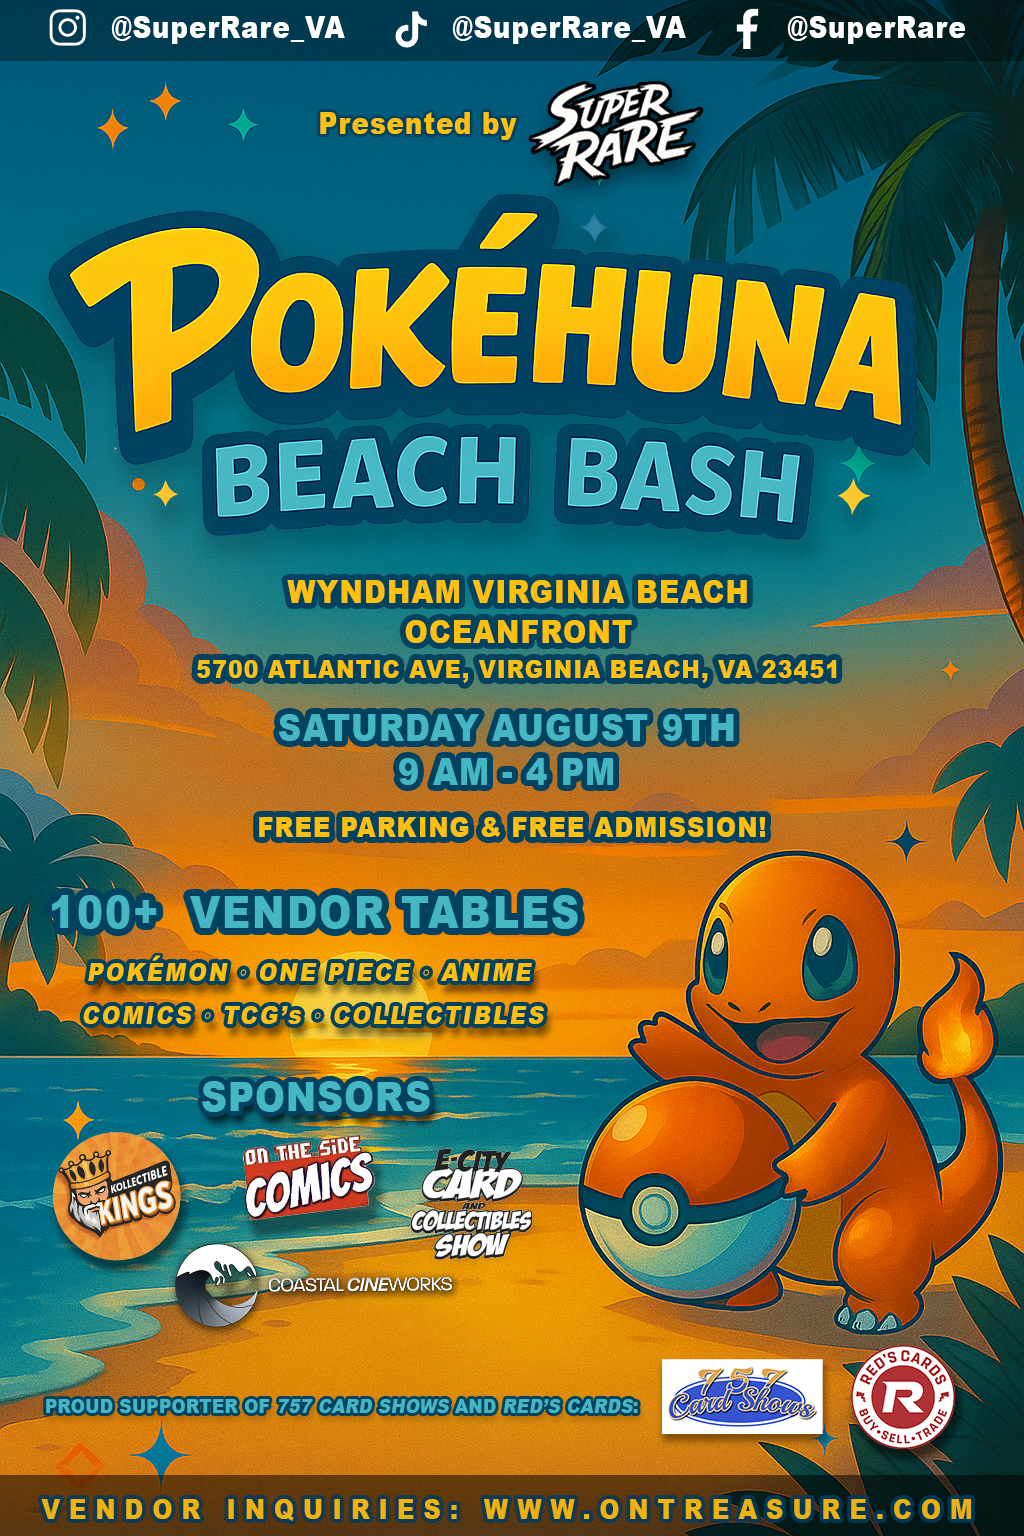 @SuperRare_VA @SuperRare_VA @SuperRare
Presented by SUPER RARE
POKÉHUNA
BEACH BASH
WYNDHAM VIRGINIA BEACH
OCEANFRONT
5700 ATLANTIC AVE, VIRGINIA BEACH, VA 23451
SATURDAY AUGUST 9TH
9 AM - 4 PM
FREE PARKING & FREE ADMISSION!
100+ VENDOR TABLES
POKÉMON • ONE PIECE • ANIME
COMICS • TCG's • COLLECTIBLES
SPONSORS
KOLLECTIBLE
KINGS
ON THE SiDE
COMICS
E-CITY
CARD
AND
COLLECTIBLES
SHOW
COASTAL CINEWORKS
PROUD SUPPORTER OF 757 CARD SHOWS AND RED'S CARDS:
757
Card Shows
RED'S CARDS
R
BUY•SELL•TRADE
VENDOR INQUIRIES: WWW.ONTREASURE.COM